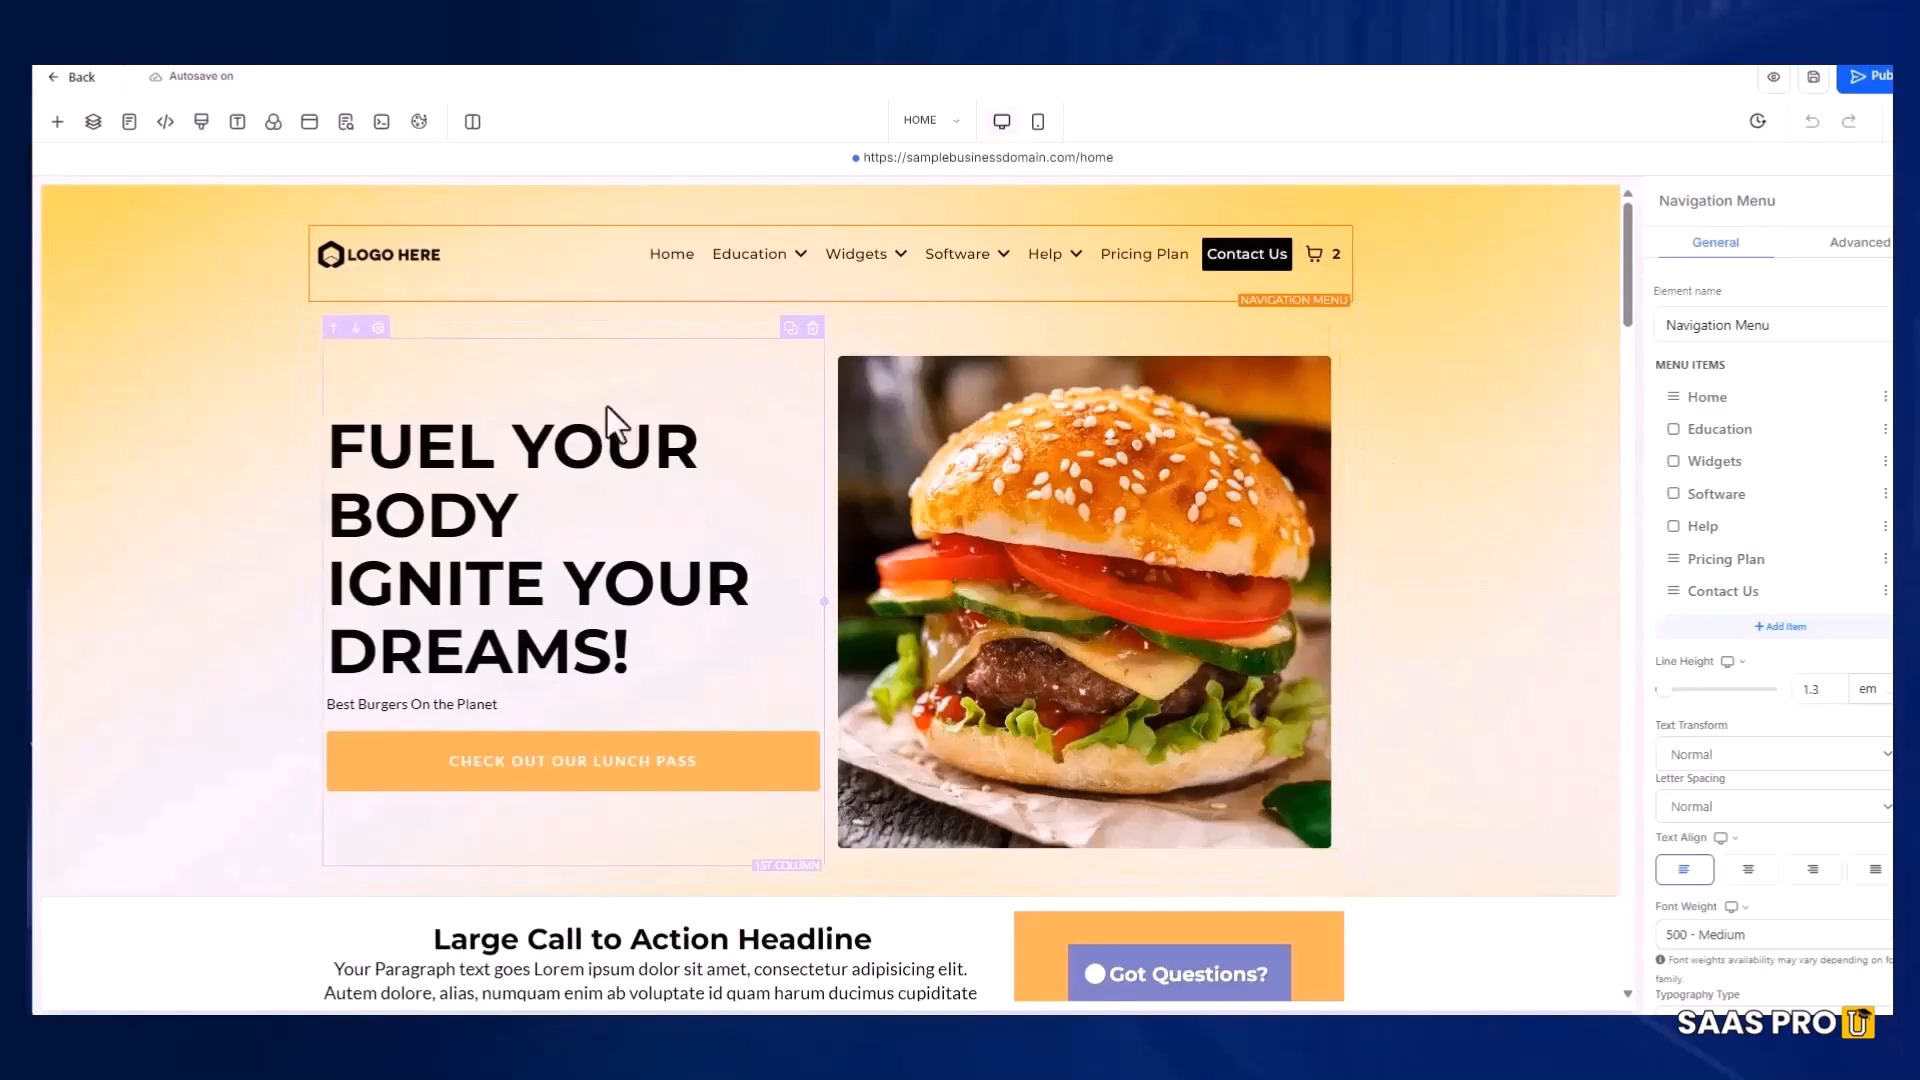 Back
Autosave on
Pub
HOME
https://samplebusinessdomain.com/home
LOGO HERE
Home
Education
Widgets
Software
Help
Pricing Plan
Contact Us
2
NAVIGATION MENU
FUEL YOUR
BODY
IGNITE YOUR
DREAMS!
Best Burgers On the Planet
CHECK OUT OUR LUNCH PASS
1ST COLUMN
Large Call to Action Headline
Your Paragraph text goes Lorem ipsum dolor sit amet, consectetur adipisicing elit.
Autem dolore, alias, numquam enim ab voluptate id quam harum ducimus cupiditate
Got Questions?
Navigation Menu
General
Advanced
Element name
Navigation Menu
MENU ITEMS
Home
Education
Widgets
Software
Help
Pricing Plan
Contact Us
+ Add Item
Line Height
1.3
em
Text Transform
Normal
Letter Spacing
Normal
Text Align
Font Weight
500 - Medium
Font weights availability may vary depending on fo
family.
Typography Type
SAAS PRO U